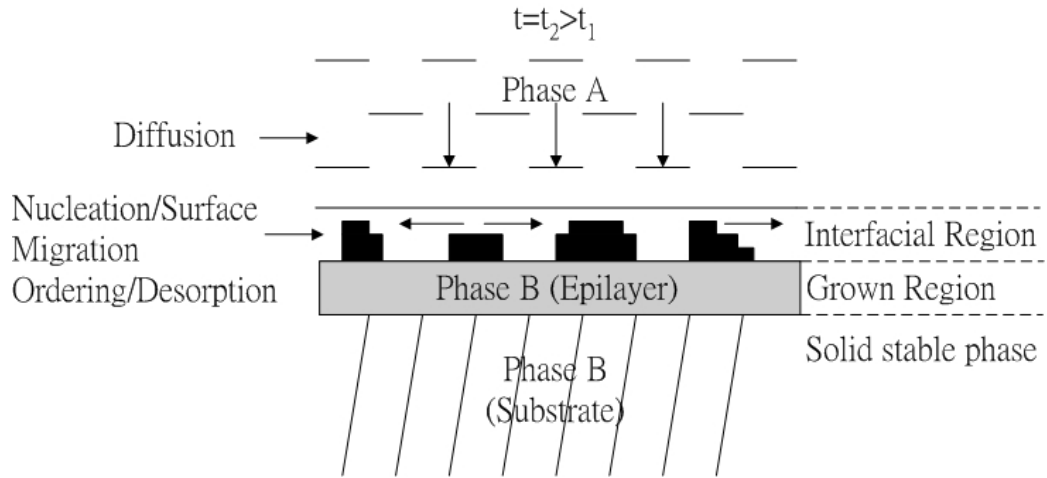 t=t2>t1
Phase A
Diffusion
Nucleation/Surface
Migration
Ordering/Desorption
Interfacial Region
Phase B (Epilayer)
Grown Region
Solid stable phase
Phase B
(Substrate)